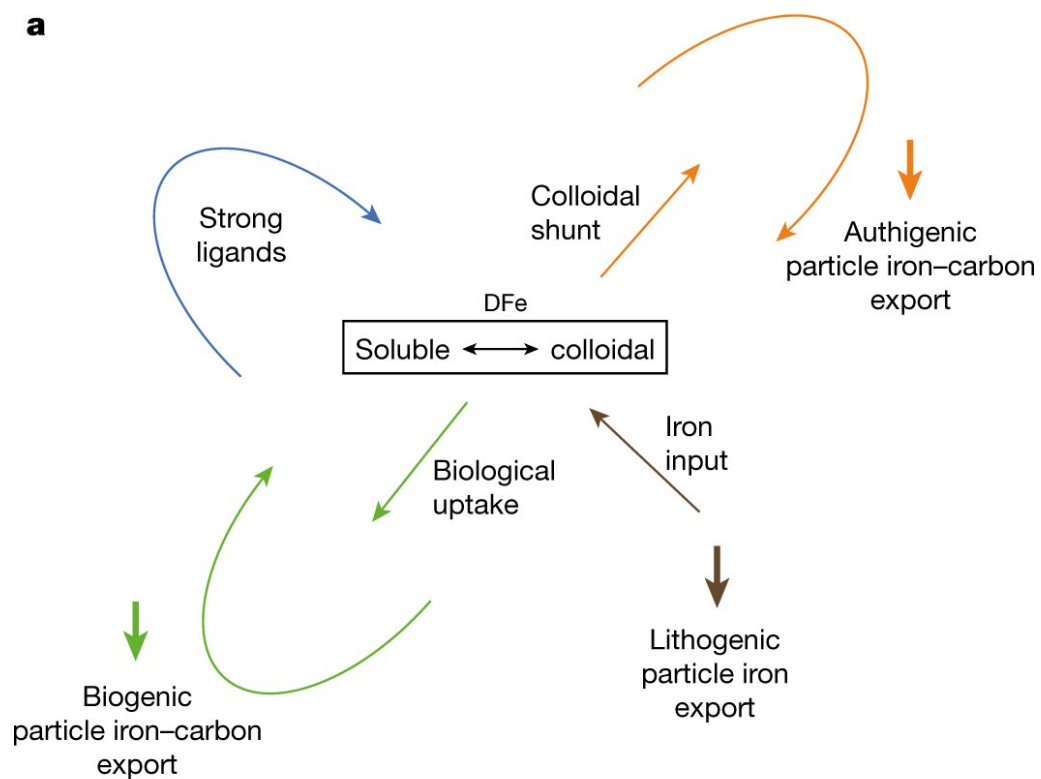 a
Strong
ligands
Colloidal
shunt
Authigenic
particle iron–carbon
export
DFe
Soluble colloidal
Biological
uptake
Iron
input
Lithogenic
particle iron
export
Biogenic
particle iron–carbon
export